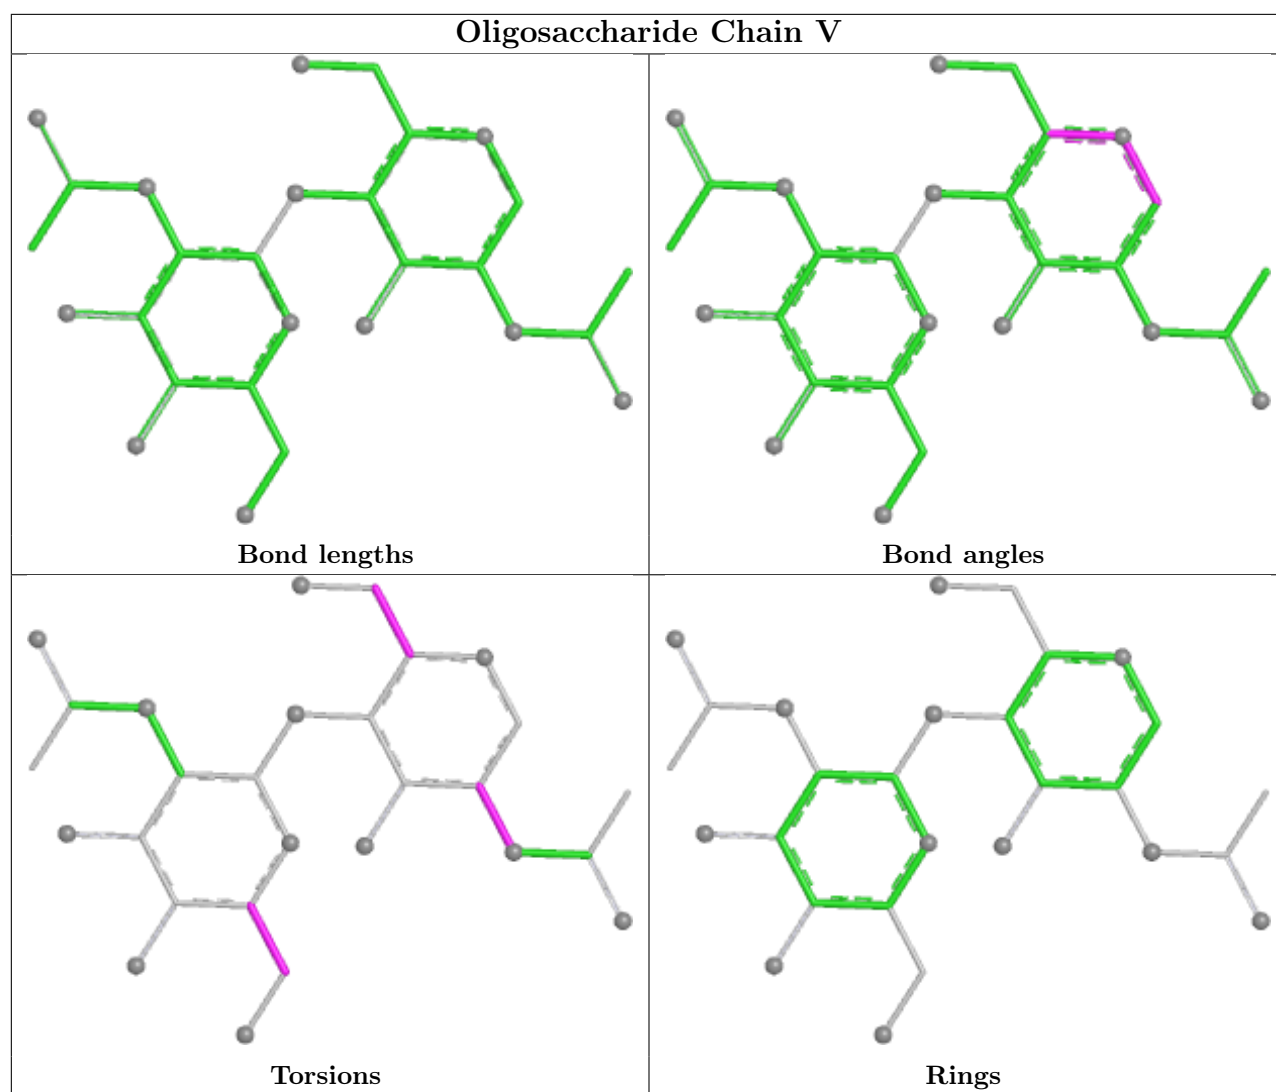 Oligosaccharide Chain V
Bond lengths
Bond angles
Torsions
Rings